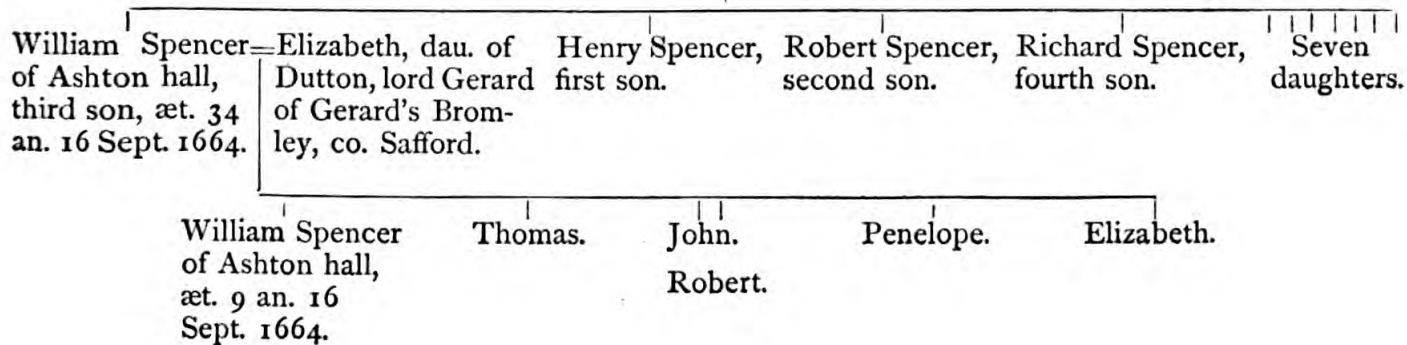 William Spencer=Elizabeth, dau. of
of Ashton hall,
third son, æt. 34
an. 16 Sept. 1664.
Dutton, lord Gerard
of Gerard's Brom-
ley, co. Safford.
Henry Spencer,
first son.
Robert Spencer,
second son.
Richard Spencer,
fourth son.
Seven
daughters.
William Spencer
of Ashton hall,
æt. 9 an. 16
Sept. 1664.
Thomas.
John.
Robert.
Penelope.
Elizabeth.